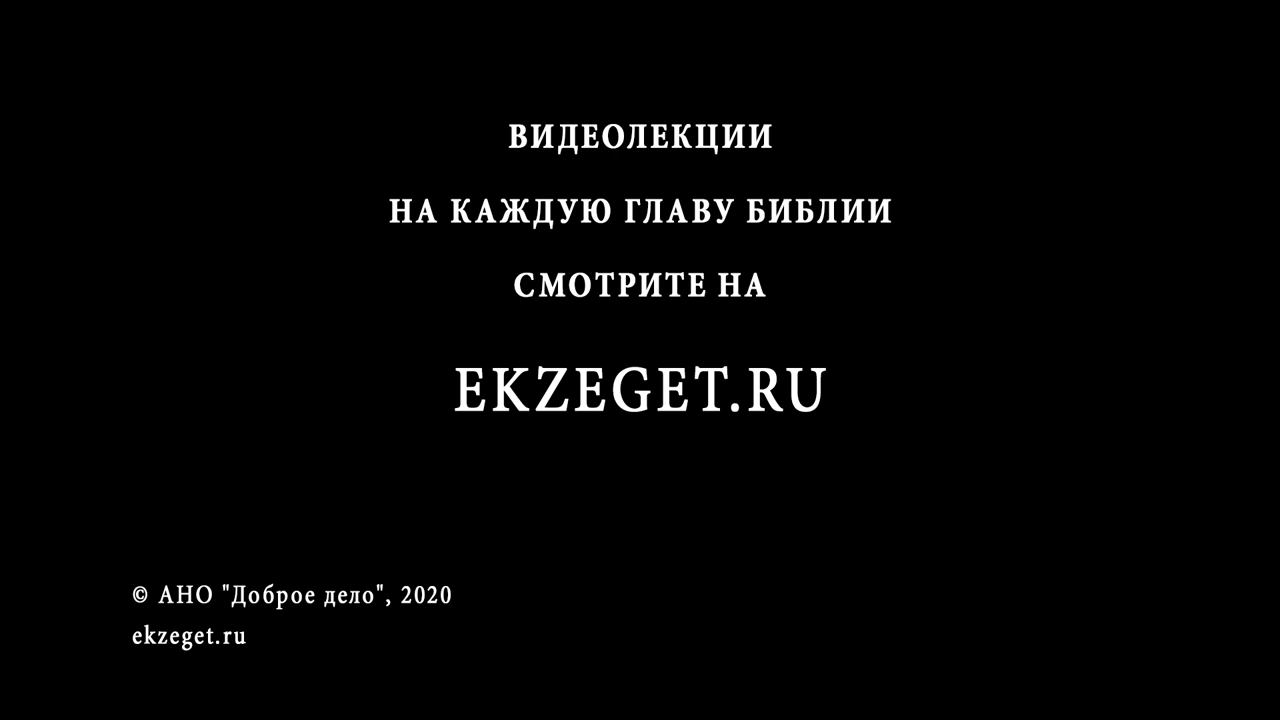 ВИДЕОЛЕКЦИИ
НА КАЖДУЮ ГЛАВУ БИБЛИИ
СМОТРИТЕ НА
EKZEGET.RU
© АНО "Доброе дело", 2020
ekzeget.ru